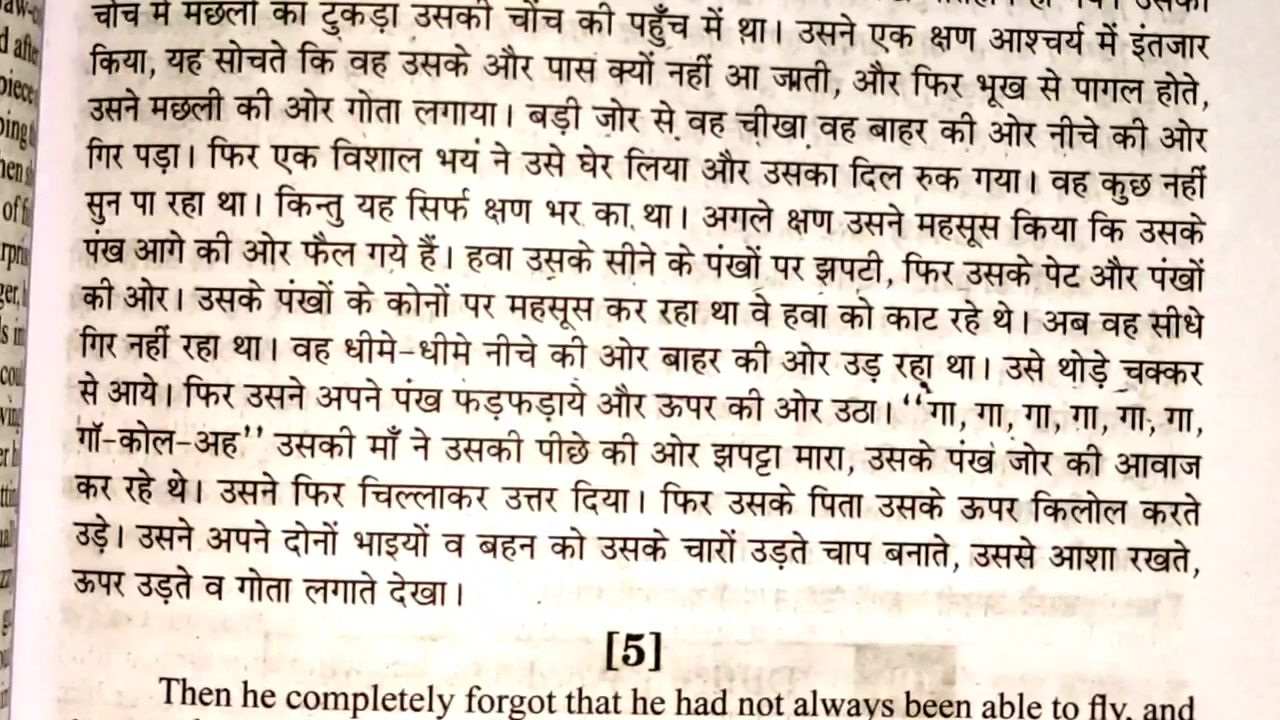 चोंच में मछली का टुकड़ा उसकी चोंच की पहुँच में था। उसने एक क्षण आश्चर्य में इंतजार
किया, यह सोचते कि वह उसके और पास क्यों नहीं आ जाती, और फिर भूख से पागल होते,
उसने मछली की ओर गोता लगाया। बड़ी जोर से वह चीखा वह बाहर की ओर नीचे की ओर
गिर पड़ा। फिर एक विशाल भय ने उसे घेर लिया और उसका दिल रुक गया। वह कुछ नहीं
सुन पा रहा था। किन्तु यह सिर्फ क्षण भर का था। अगले क्षण उसने महसूस किया कि उसके
पंख आगे की ओर फैल गये हैं। हवा उसके सीने के पंखों पर झपटी, फिर उसके पेट और पंखों
की ओर। उसके पंखों के कोनों पर महसूस कर रहा था वे हवा को काट रहे थे। अब वह सीधे
गिर नहीं रहा था। वह धीमे-धीमे नीचे की ओर बाहर की ओर उड़ रहा था। उसे थोड़े चक्कर
से आये। फिर उसने अपने पंख फड़फड़ाये और ऊपर की ओर उठा। ‘‘गा, गा, गा, गा, गा, गा,
गॉ-कोल-अह’’ उसकी माँ ने उसकी पीछे की ओर झपट्टा मारा, उसके पंख जोर की आवाज
कर रहे थे। उसने फिर चिल्लाकर उत्तर दिया। फिर उसके पिता उसके ऊपर किलोल करते
उड़े। उसने अपने दोनों भाइयों व बहन को उसके चारों उड़ते चाप बनाते, उससे आशा रखते,
ऊपर उड़ते व गोता लगाते देखा।
[5]
Then he completely forgot that he had not always been able to fly, and